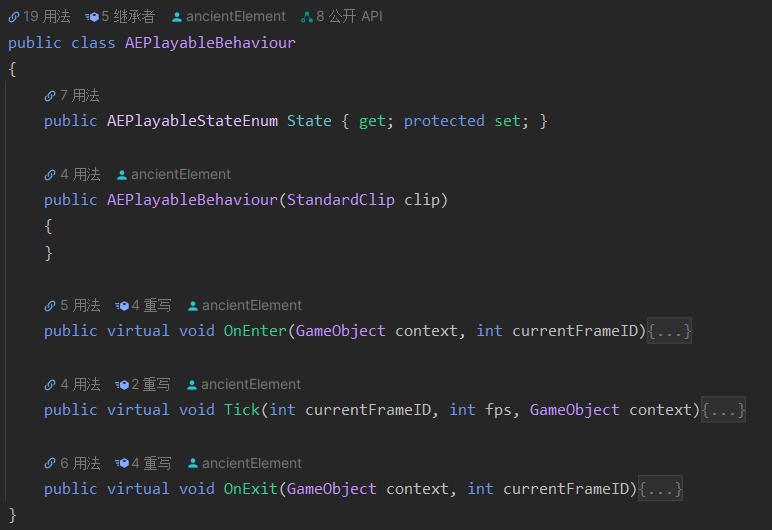 19 用法 5 继承者 ancientElement 8 公开 API
public class AEPlayableBehaviour
{
7 用法
public AEPlayableStateEnum State { get; protected set; }
4 用法 ancientElement
public AEPlayableBehaviour(StandardClip clip)
{
}
5 用法 4 重写 ancientElement
public virtual void OnEnter(GameObject context, int currentFrameID){...}
4 用法 2 重写 ancientElement
public virtual void Tick(int currentFrameID, int fps, GameObject context){...}
6 用法 4 重写 ancientElement
public virtual void OnExit(GameObject context, int currentFrameID){...}
}